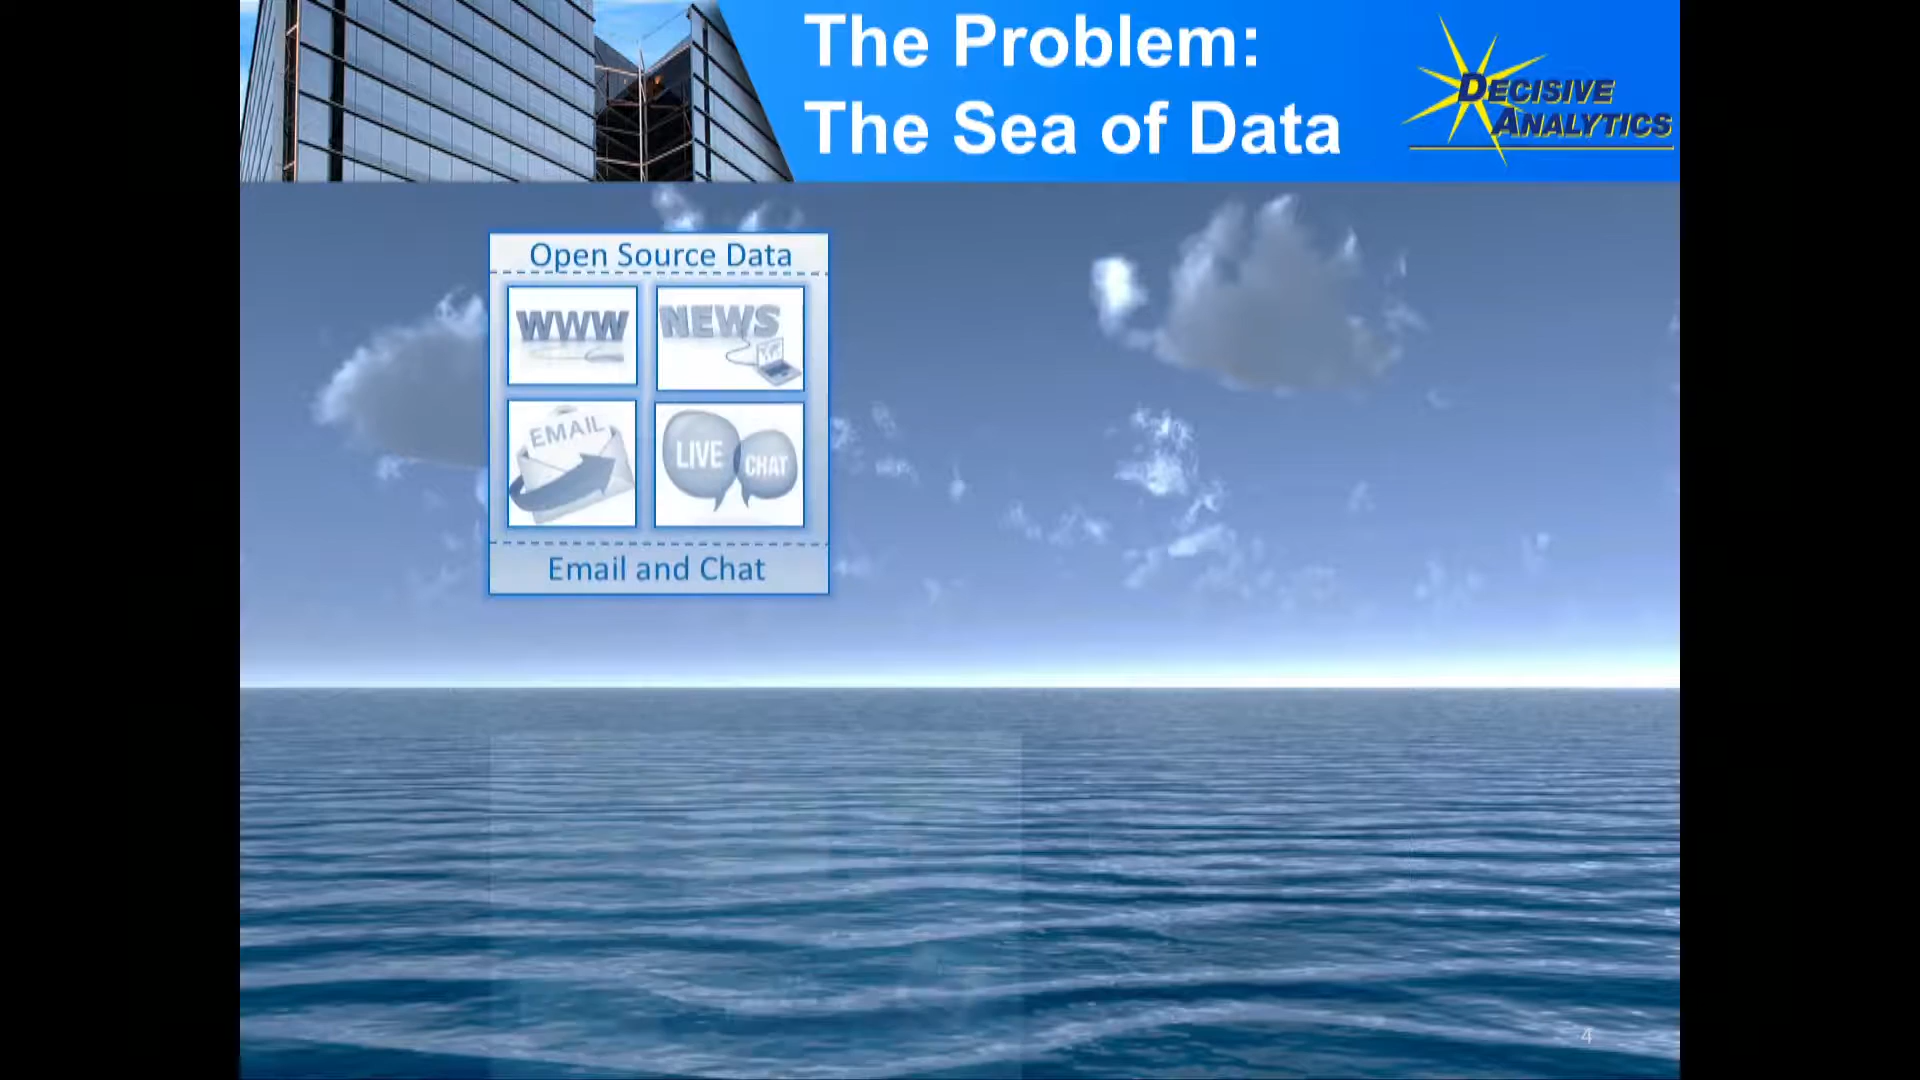 The Problem:
The Sea of Data
DECISIVE
ANALYTICS
Open Source Data
WWW
NEWS
EMAIL
LIVE
CHAT
Email and Chat
4